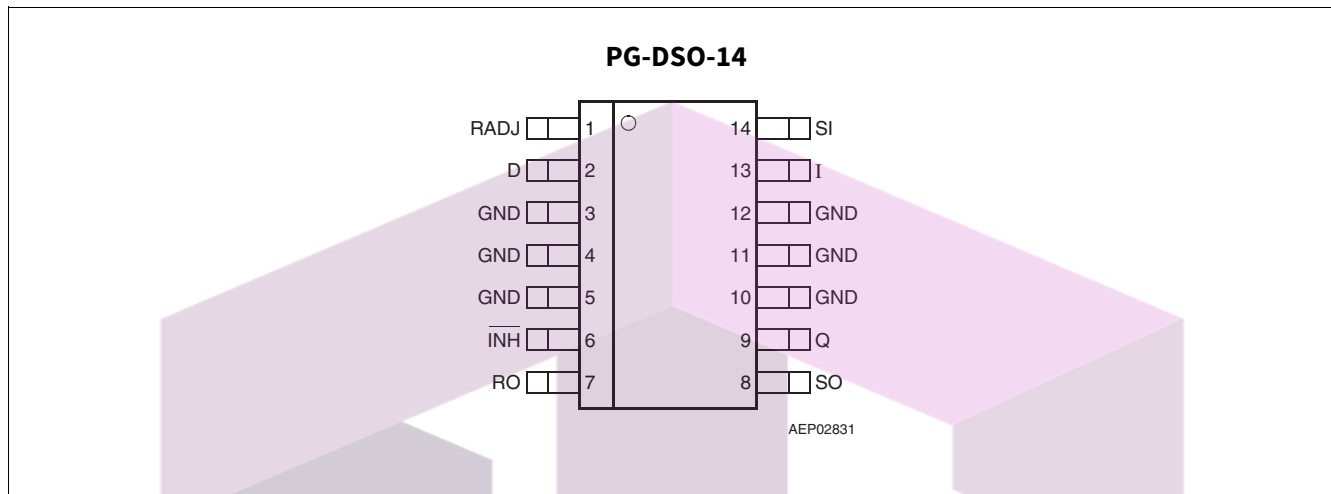 PG-DSO-14
RADJ 1 14 SI
D 2 13 I
GND 3 12 GND
GND 4 11 GND
GND 5 10 GND
INH 6 9 Q
RO 7 8 SO
AEP02831